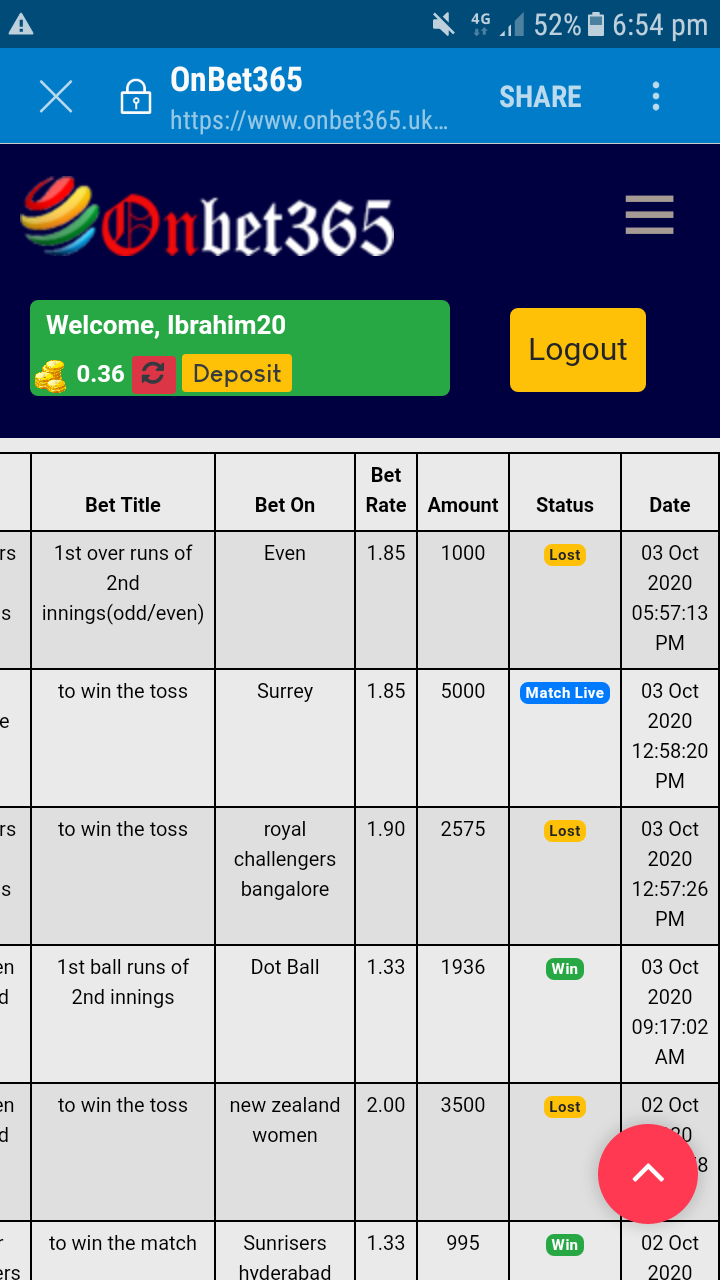 4G 52% 6:54 pm
OnBet365
https://www.onbet365.uk...
SHARE
Onbet365
Welcome, Ibrahim20
0.36 Deposit
Logout
Bet Title Bet On Bet Rate Amount Status Date
rs 1st over runs of Even 1.85 1000 Lost 03 Oct
2nd 2020
s innings(odd/even) 05:57:13
PM
to win the toss Surrey 1.85 5000 Match Live 03 Oct
e 2020
12:58:20
PM
rs to win the toss royal 1.90 2575 Lost 03 Oct
challengers 2020
s bangalore 12:57:26
PM
en 1st ball runs of Dot Ball 1.33 1936 Win 03 Oct
d 2nd innings 2020
09:17:02
AM
en to win the toss new zealand 2.00 3500 Lost 02 Oct
d women 20
8
r to win the match Sunrisers 1.33 995 Win 02 Oct
ers hyderabad 2020